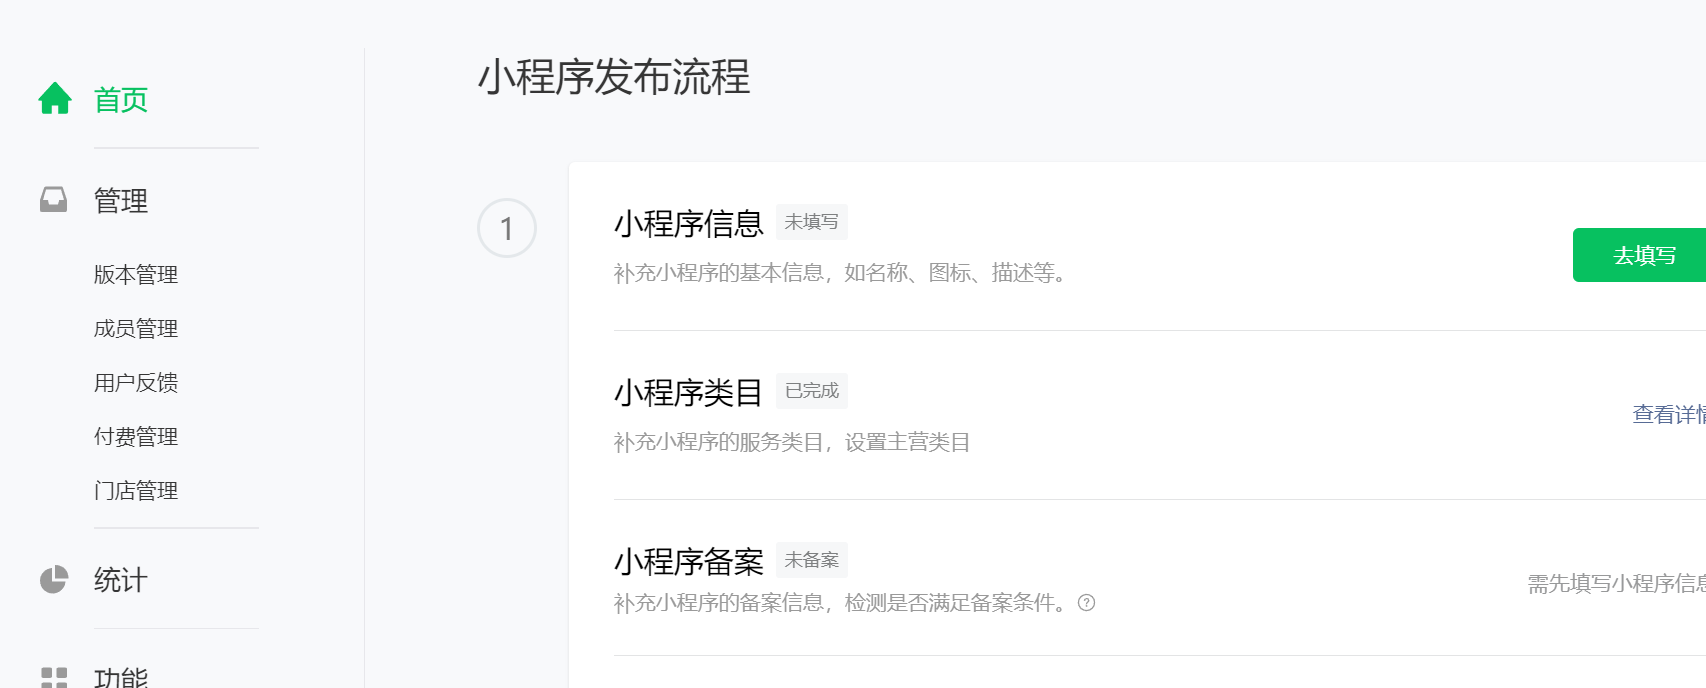 首页
管理
版本管理
成员管理
用户反馈
付费管理
门店管理
统计
功能
小程序发布流程
1
小程序信息 未填写
补充小程序的基本信息，如名称、图标、描述等。
去填写
小程序类目 已完成
补充小程序的服务类目，设置主营类目
查看详情
小程序备案 未备案
补充小程序的备案信息，检测是否满足备案条件。
需先填写小程序信息